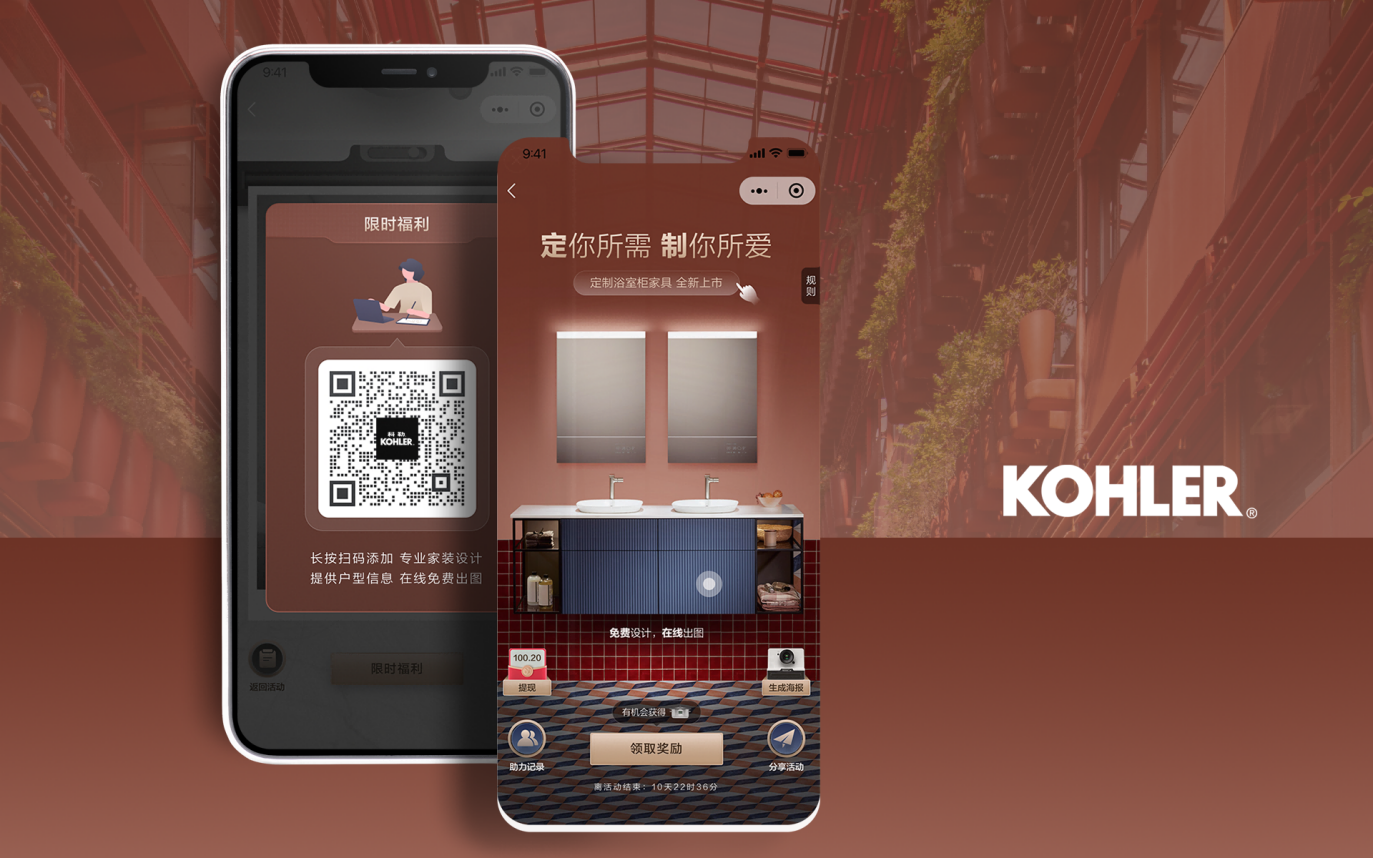 9:41
限时福利
科 勒
KOHLER
长按扫码添加 专业家装设计
提供户型信息 在线免费出图
返回活动
限时福利
9:41
定你所需 制你所爱
定制浴室柜家具 全新上市
规则
免费设计，在线出图
100.20
提现
生成海报
有机会获得
助力记录
领取奖励
分享活动
离活动结束：10天22时36分
KOHLER®